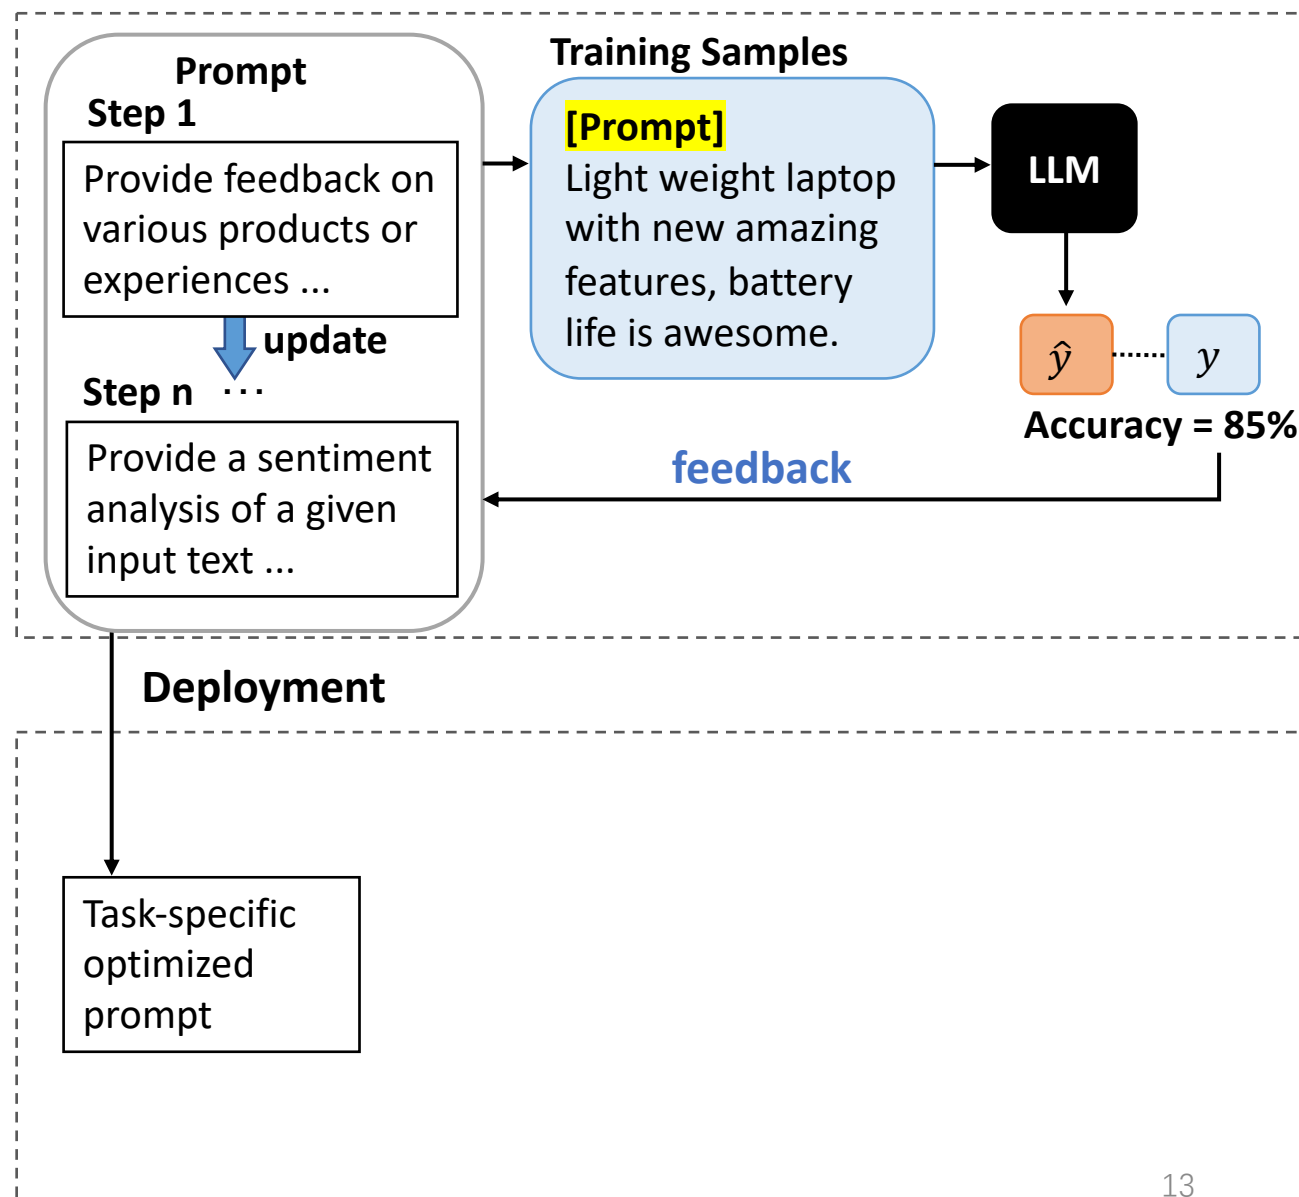 Prompt
Step 1
Provide feedback on
various products or
experiences ...
update
Step n ...
Provide a sentiment
analysis of a given
input text ...
Training Samples
[Prompt]
Light weight laptop
with new amazing
features, battery
life is awesome.
LLM
ŷ
y
Accuracy = 85%
feedback
Deployment
Task-specific
optimized
prompt
13